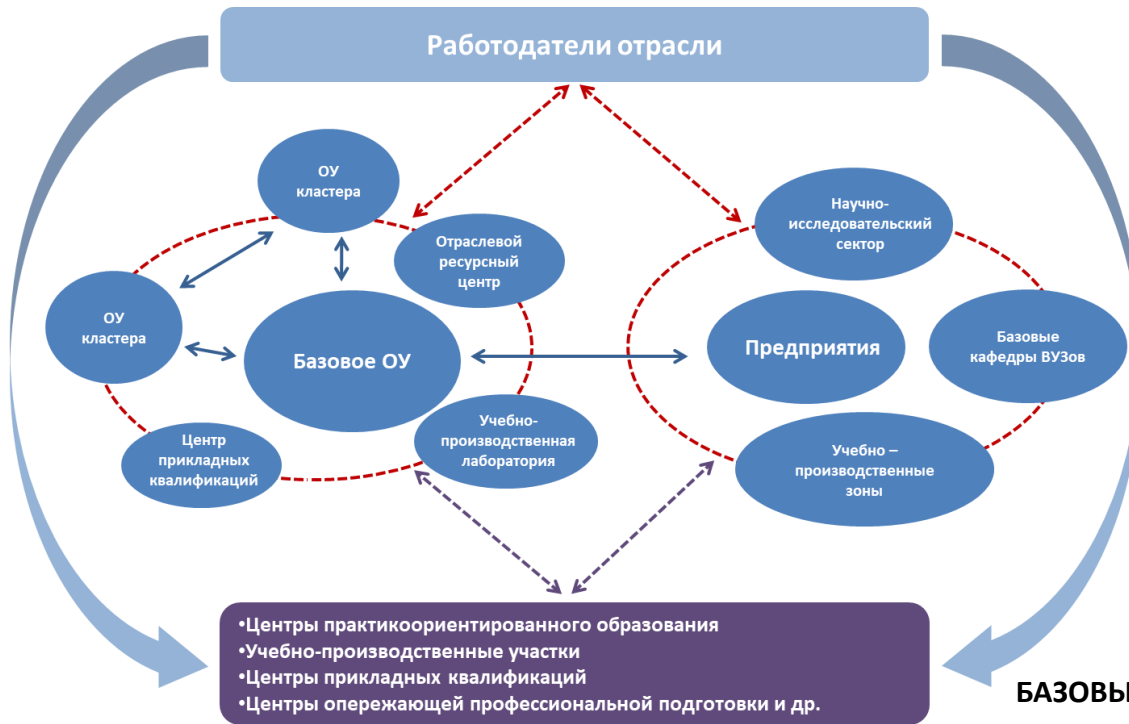 Работодатели отрасли
ОУ
кластера
Научно-
исследовательский
сектор
Отраслевой
ресурсный
центр
ОУ
кластера
Базовое ОУ
Предприятия
Базовые
кафедры ВУЗов
Учебно-
производственная
лаборатория
Центр
прикладных
квалификаций
Учебно –
производственные
зоны
•Центры практикоориентированного образования
•Учебно-производственные участки
•Центры прикладных квалификаций
•Центры опережающей профессиональной подготовки и др.
БАЗОВЫ